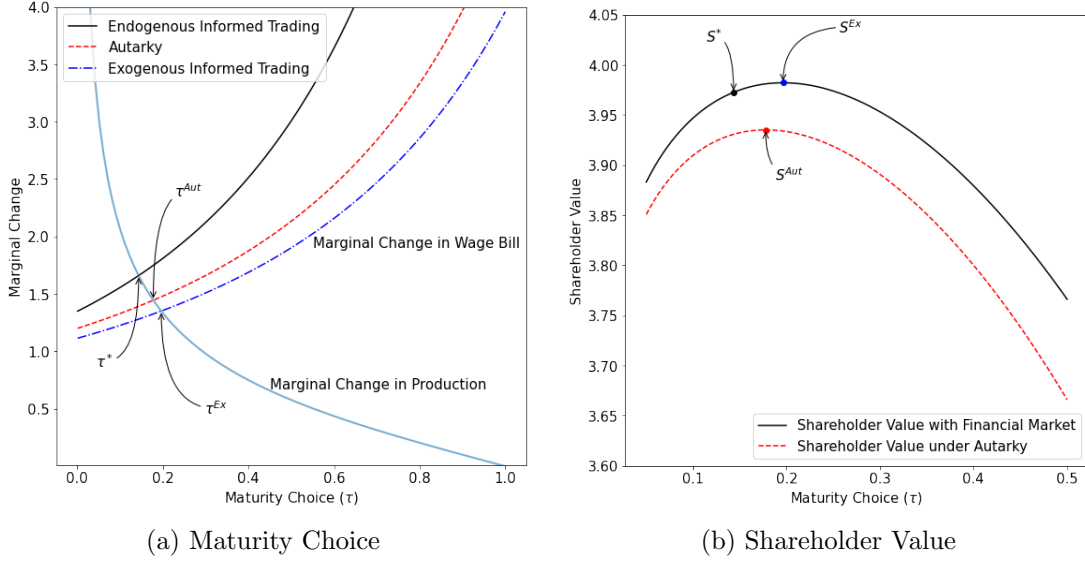 4.0
3.5
3.0
2.5
2.0
1.5
1.0
0.5
Marginal Change
Endogenous Informed Trading
Autarky
Exogenous Informed Trading
τ^Aut
Marginal Change in Wage Bill
τ^*
Marginal Change in Production
τ^Ex
0.0 0.2 0.4 0.6 0.8 1.0
Maturity Choice (τ)
(a) Maturity Choice
4.05
4.00
3.95
3.90
3.85
3.80
3.75
3.70
3.65
3.60
Shareholder Value
S^*
S^Ex
S^Aut
Shareholder Value with Financial Market
Shareholder Value under Autarky
0.1 0.2 0.3 0.4 0.5
Maturity Choice (τ)
(b) Shareholder Value